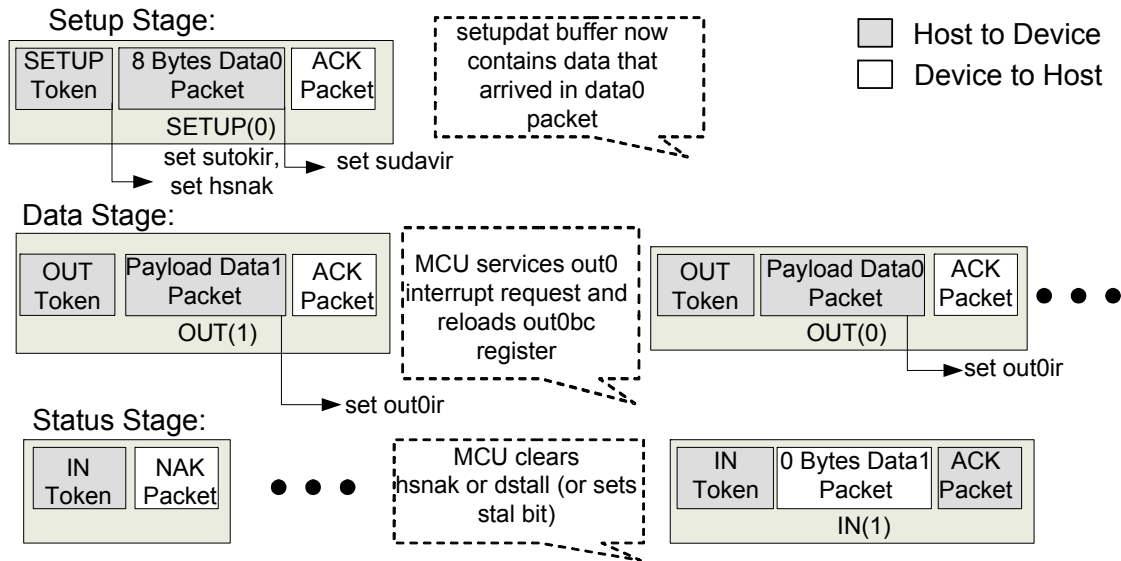 Setup Stage:
SETUP
Token
8 Bytes Data0
Packet
ACK
Packet
SETUP(0)
set sutokir,
set hsnak
set sudavir
setupdat buffer now
contains data that
arrived in data0
packet
Host to Device
Device to Host
Data Stage:
OUT
Token
Payload Data1
Packet
ACK
Packet
OUT(1)
set out0ir
MCU services out0
interrupt request and
reloads out0bc
register
OUT
Token
Payload Data0
Packet
ACK
Packet
OUT(0)
set out0ir
Status Stage:
IN
Token
NAK
Packet
MCU clears
hsnak or dstall (or sets
stal bit)
IN
Token
0 Bytes Data1
Packet
ACK
Packet
IN(1)